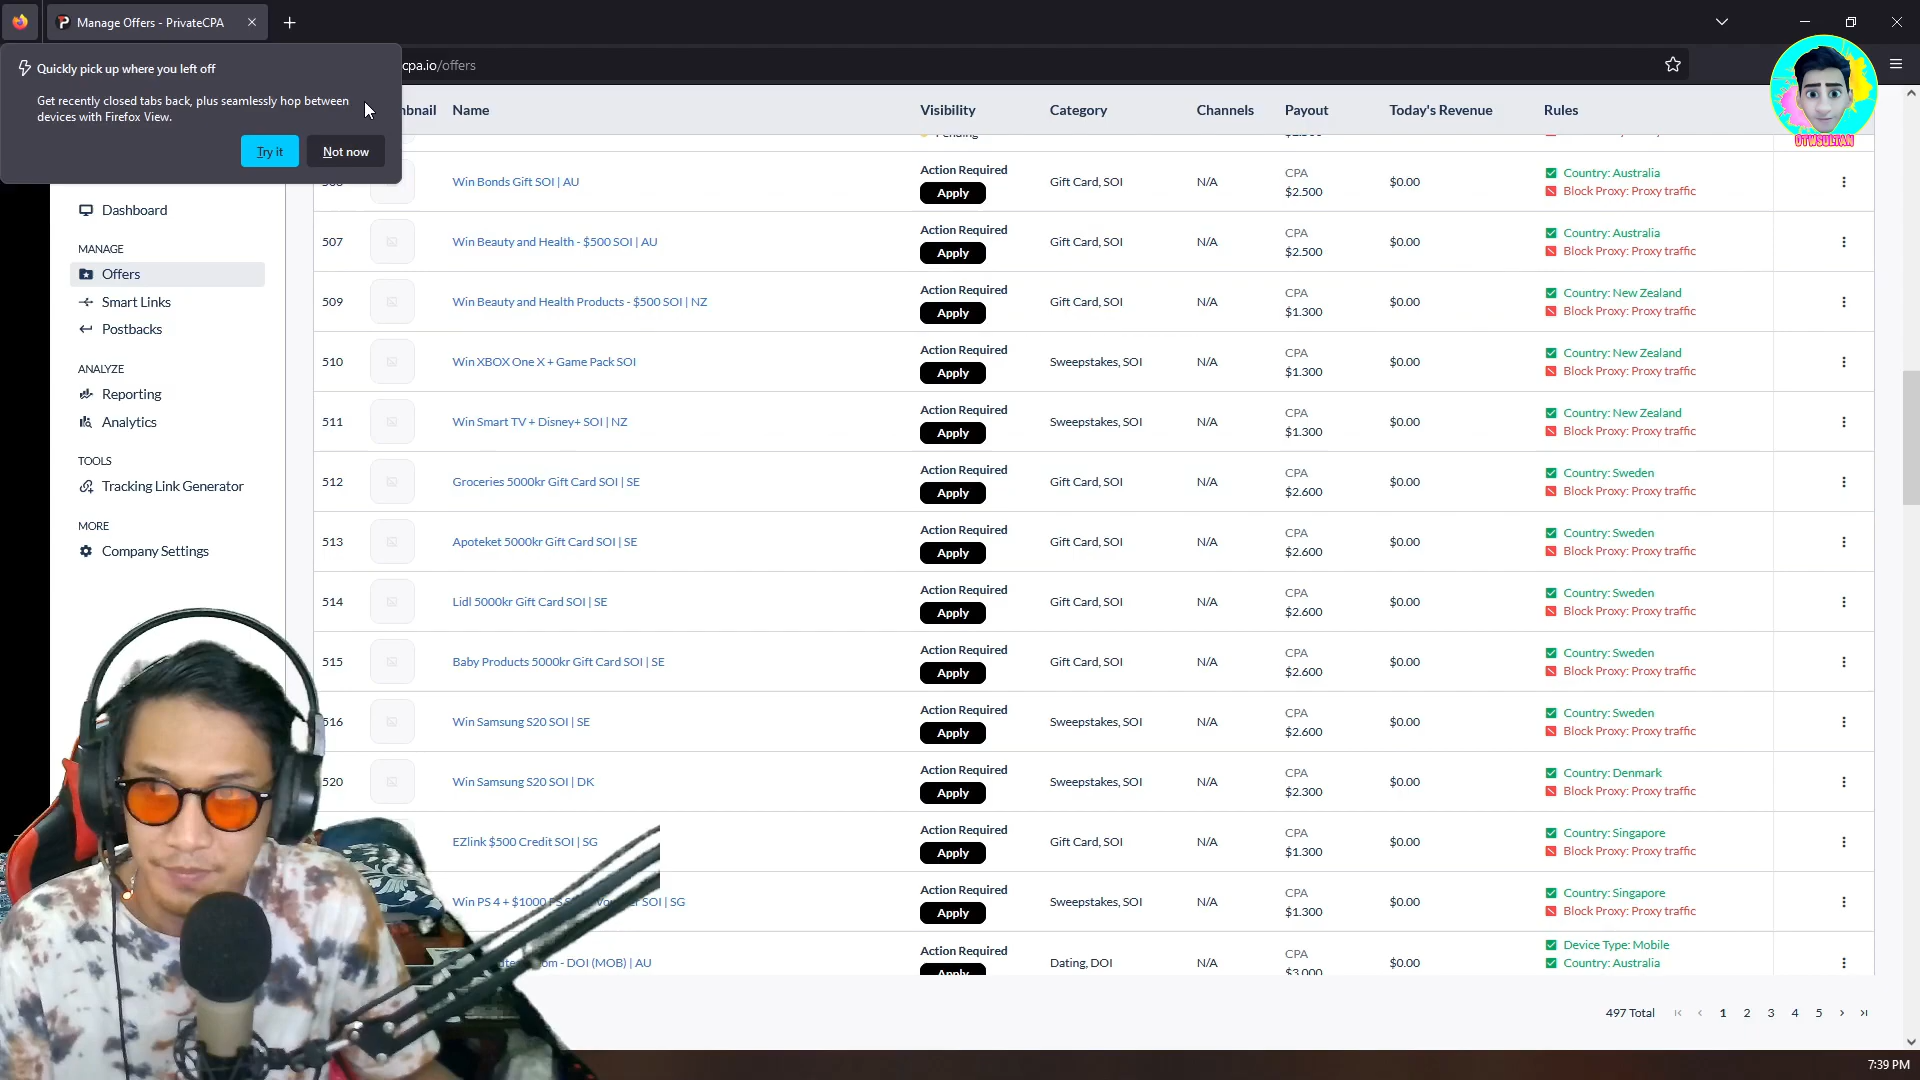 Manage Offers - PrivateCPA
Quickly pick up where you left off
Get recently closed tabs back, plus seamlessly hop between
devices with Firefox View.
Try it
Not now
cpa.io/offers
OTWSULTAN
Name
Visibility
Category
Channels
Payout
Today's Revenue
Rules
Dashboard
MANAGE
Offers
Smart Links
Postbacks
ANALYZE
Reporting
Analytics
TOOLS
Tracking Link Generator
MORE
Company Settings
Pending
Win Bonds Gift SOI | AU
Action Required
Apply
Gift Card, SOI
N/A
CPA
$2.500
$0.00
Country: Australia
Block Proxy: Proxy traffic
507
Win Beauty and Health - $500 SOI | AU
Action Required
Apply
Gift Card, SOI
N/A
CPA
$2.500
$0.00
Country: Australia
Block Proxy: Proxy traffic
509
Win Beauty and Health Products - $500 SOI | NZ
Action Required
Apply
Gift Card, SOI
N/A
CPA
$1.300
$0.00
Country: New Zealand
Block Proxy: Proxy traffic
510
Win XBOX One X + Game Pack SOI
Action Required
Apply
Sweepstakes, SOI
N/A
CPA
$1.300
$0.00
Country: New Zealand
Block Proxy: Proxy traffic
511
Win Smart TV + Disney+ SOI | NZ
Action Required
Apply
Sweepstakes, SOI
N/A
CPA
$1.300
$0.00
Country: New Zealand
Block Proxy: Proxy traffic
512
Groceries 5000kr Gift Card SOI | SE
Action Required
Apply
Gift Card, SOI
N/A
CPA
$2.600
$0.00
Country: Sweden
Block Proxy: Proxy traffic
513
Apoteket 5000kr Gift Card SOI | SE
Action Required
Apply
Gift Card, SOI
N/A
CPA
$2.600
$0.00
Country: Sweden
Block Proxy: Proxy traffic
514
Lidl 5000kr Gift Card SOI | SE
Action Required
Apply
Gift Card, SOI
N/A
CPA
$2.600
$0.00
Country: Sweden
Block Proxy: Proxy traffic
515
Baby Products 5000kr Gift Card SOI | SE
Action Required
Apply
Gift Card, SOI
N/A
CPA
$2.600
$0.00
Country: Sweden
Block Proxy: Proxy traffic
516
Win Samsung S20 SOI | SE
Action Required
Apply
Sweepstakes, SOI
N/A
CPA
$2.600
$0.00
Country: Sweden
Block Proxy: Proxy traffic
520
Win Samsung S20 SOI | DK
Action Required
Apply
Sweepstakes, SOI
N/A
CPA
$2.300
$0.00
Country: Denmark
Block Proxy: Proxy traffic
EZlink $500 Credit SOI | SG
Action Required
Apply
Gift Card, SOI
N/A
CPA
$1.300
$0.00
Country: Singapore
Block Proxy: Proxy traffic
Win PS 4 + $1000 SOI | SG
Action Required
Apply
Sweepstakes, SOI
N/A
CPA
$1.300
$0.00
Country: Singapore
Block Proxy: Proxy traffic
- DOI (MOB) | AU
Action Required
Apply
Dating, DOI
N/A
CPA
$3.000
$0.00
Device Type: Mobile
Country: Australia
497 Total
1 2 3 4 5
7:39 PM